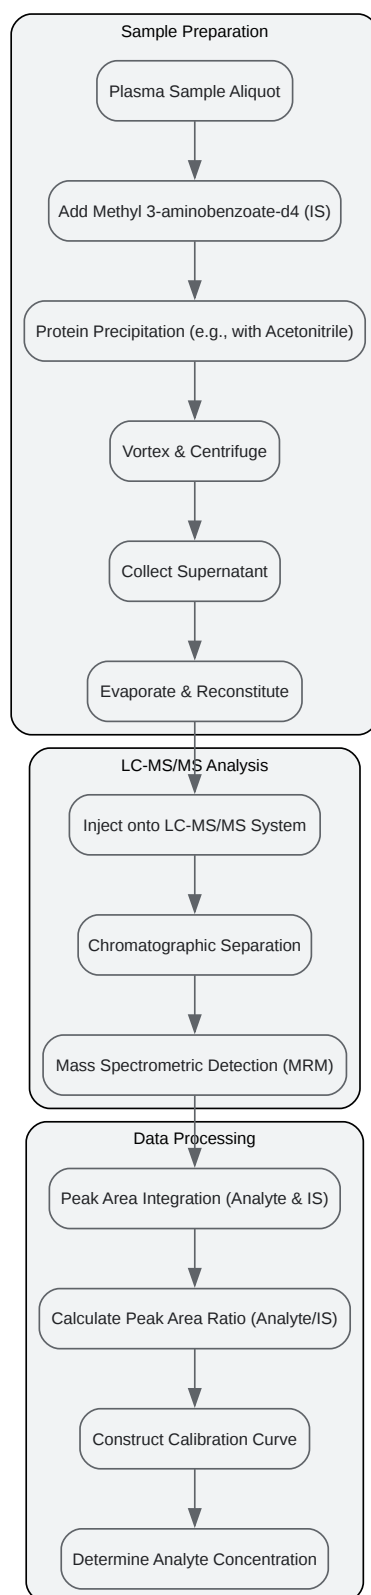 Sample Preparation
Plasma Sample Aliquot
Add Methyl 3-aminobenzoate-d4 (IS)
Protein Precipitation (e.g., with Acetonitrile)
Vortex & Centrifuge
Collect Supernatant
Evaporate & Reconstitute
LC-MS/MS Analysis
Inject onto LC-MS/MS System
Chromatographic Separation
Mass Spectrometric Detection (MRM)
Data Processing
Peak Area Integration (Analyte & IS)
Calculate Peak Area Ratio (Analyte/IS)
Construct Calibration Curve
Determine Analyte Concentration